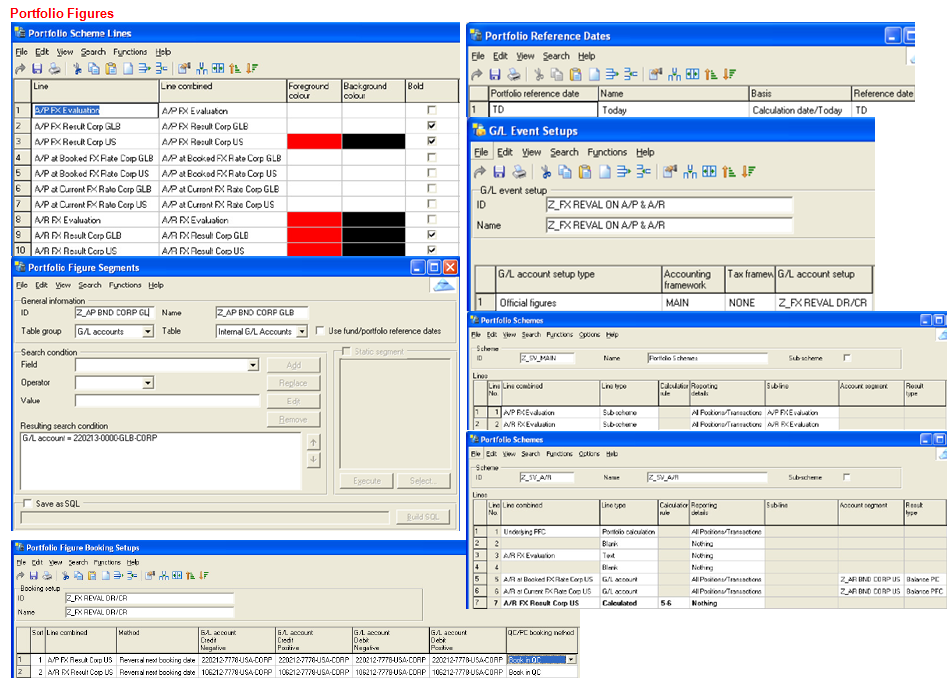 Portfolio Figures
Portfolio Scheme Lines
File Edit View Search Functions Help
Line Line combined Foreground colour Background colour Bold
1 A/P FX Evaluation A/P FX Evaluation
2 A/P FX Result Corp GLB A/P FX Result Corp GLB
3 A/P FX Result Corp US A/P FX Result Corp US
4 A/P at Booked FX Rate Corp GLB A/P at Booked FX Rate Corp GLB
5 A/P at Booked FX Rate Corp US A/P at Booked FX Rate Corp US
6 A/P at Current FX Rate Corp GLB A/P at Current FX Rate Corp GLB
7 A/P at Current FX Rate Corp US A/P at Current FX Rate Corp US
8 A/R FX Evaluation A/R FX Evaluation
9 A/R FX Result Corp GLB A/R FX Result Corp GLB
10 A/R FX Result Corp US A/R FX Result Corp US
Portfolio Figure Segments
File Edit View Search Functions Help
General information
ID Z_AP BND CORP GL Name Z_AP BND CORP GLB
Table group G/L accounts Table Internal G/L Accounts Use fund/portfolio reference dates
Search condition Static segment
Field Add
Operator Replace
Value Edit
Remove
Resulting search condition
G/L account = 220213-0000-GLB-CORP
Execute Select...
Save as SQL
Build SQL
Portfolio Figure Booking Setups
File Edit View Search Functions Help
Booking setup
ID Z_FX REVAL DR/CR
Name Z_FX REVAL DR/CR
Sort Line combined Method G/L account Credit Negative G/L account Credit Positive G/L account Debit Negative G/L account Debit Positive QC/PC booking method
1 1 A/P FX Result Corp US Reversal next booking date 220212-7778-USA-CORP 220212-7778-USA-CORP 220212-7778-USA-CORP 220212-7778-USA-CORP Book in QC
2 2 A/R FX Result Corp US Reversal next booking date 106212-7778-USA-CORP 106212-7778-USA-CORP 106212-7778-USA-CORP 106212-7778-USA-CORP Book in QC
Portfolio Reference Dates
File Edit View Search Help
Portfolio reference date Name Basis Reference date
1 TD Today Calculation date/Today TD
G/L Event Setups
File Edit View Search Functions Help
G/L event setup
ID Z_FX REVAL ON A/P & A/R
Name Z_FX REVAL ON A/P & A/R
G/L account setup type Accounting framework Tax framew G/L account setup
1 Official figures MAIN NONE Z_FX REVAL DR/CR
Portfolio Schemes
File Edit View Search Functions Options Help
Scheme
ID Z_SV_MAIN Name Portfolio Schemes Sub-scheme
Lines
Line No. Line combined Line type Calculation rule Reporting details Sub-line Account segment Result type
1 1 A/P FX Evaluation Sub-scheme All Positions/Transactions A/P FX Evaluation
2 2 A/R FX Evaluation Sub-scheme All Positions/Transactions A/R FX Evaluation
Portfolio Schemes
File Edit View Search Functions Options Help
Scheme
ID Z_SV_A/R Name Z_SV_A/R Sub-scheme
Lines
Line No. Line combined Line type Calculation rule Reporting details Sub-line Account segment Result type
1 1 Underlying PFC Portfolio calculation All Positions/Transactions
2 2 Blank Nothing
3 3 A/R FX Evaluation Text Nothing
4 4 Blank Nothing
5 5 A/R at Booked FX Rate Corp US G/L account All Positions/Transactions Z_AR BND CORP US Balance PC
6 6 A/R at Current FX Rate Corp US G/L account All Positions/Transactions Z_AR BND CORP US Balance PFC
7 7 A/R FX Result Corp US Calculated 5-6 Nothing